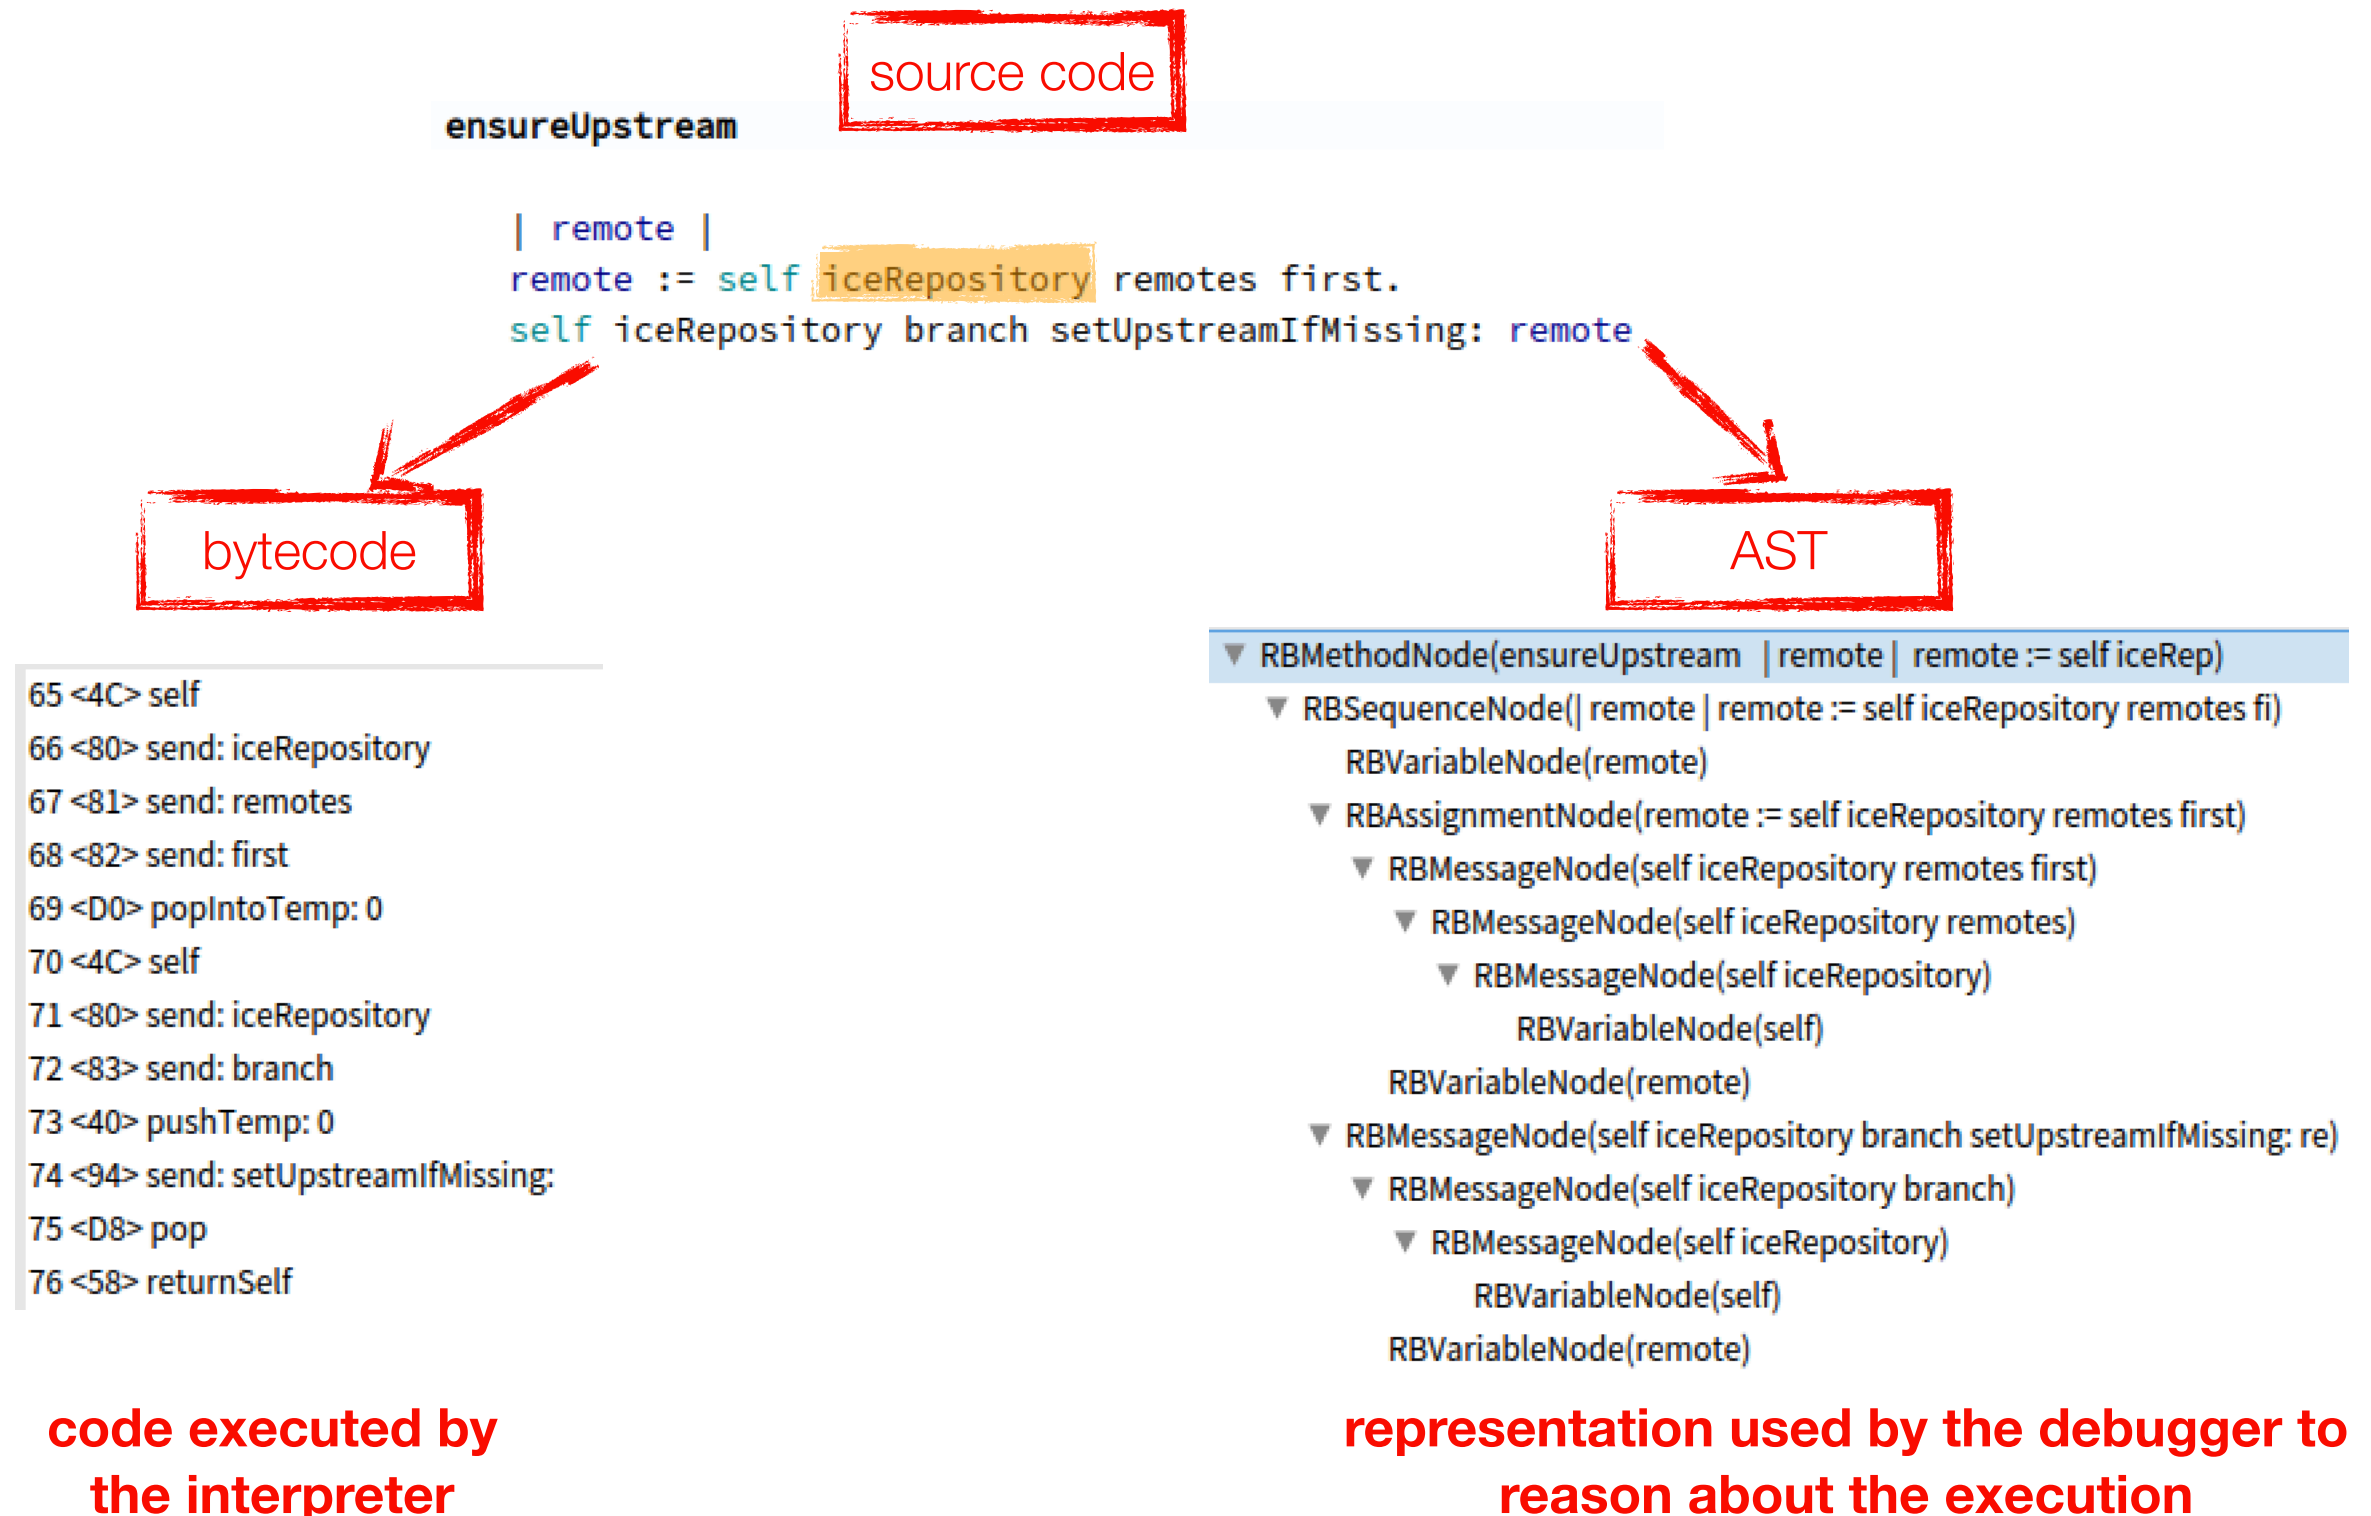 source code
ensureUpstream
| remote |
remote := self iceRepository remotes first.
self iceRepository branch setUpstreamIfMissing: remote
bytecode
AST
65 <4C> self
66 <80> send: iceRepository
67 <81> send: remotes
68 <82> send: first
69 <D0> popIntoTemp: 0
70 <4C> self
71 <80> send: iceRepository
72 <83> send: branch
73 <40> pushTemp: 0
74 <94> send: setUpstreamIfMissing:
75 <D8> pop
76 <58> returnSelf
RBMethodNode(ensureUpstream | remote | remote := self iceRep)
RBSequenceNode(| remote | remote := self iceRepository remotes fi)
RBVariableNode(remote)
RBAssignmentNode(remote := self iceRepository remotes first)
RBMessageNode(self iceRepository remotes first)
RBMessageNode(self iceRepository remotes)
RBMessageNode(self iceRepository)
RBVariableNode(self)
RBVariableNode(remote)
RBMessageNode(self iceRepository branch setUpstreamIfMissing: re)
RBMessageNode(self iceRepository branch)
RBMessageNode(self iceRepository)
RBVariableNode(self)
RBVariableNode(remote)
code executed by
the interpreter
representation used by the debugger to
reason about the execution